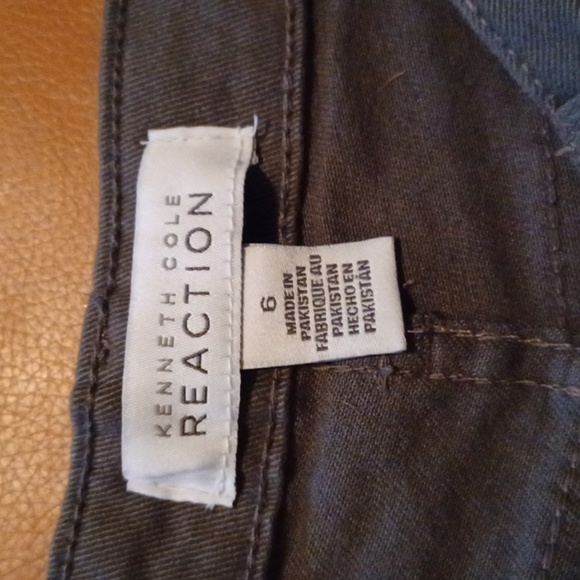 KENNETH COLE
REACTION
6
MADE IN
PAKISTAN
FABRIQUE AU
PAKISTAN
HECHO EN
PAKISTÁN